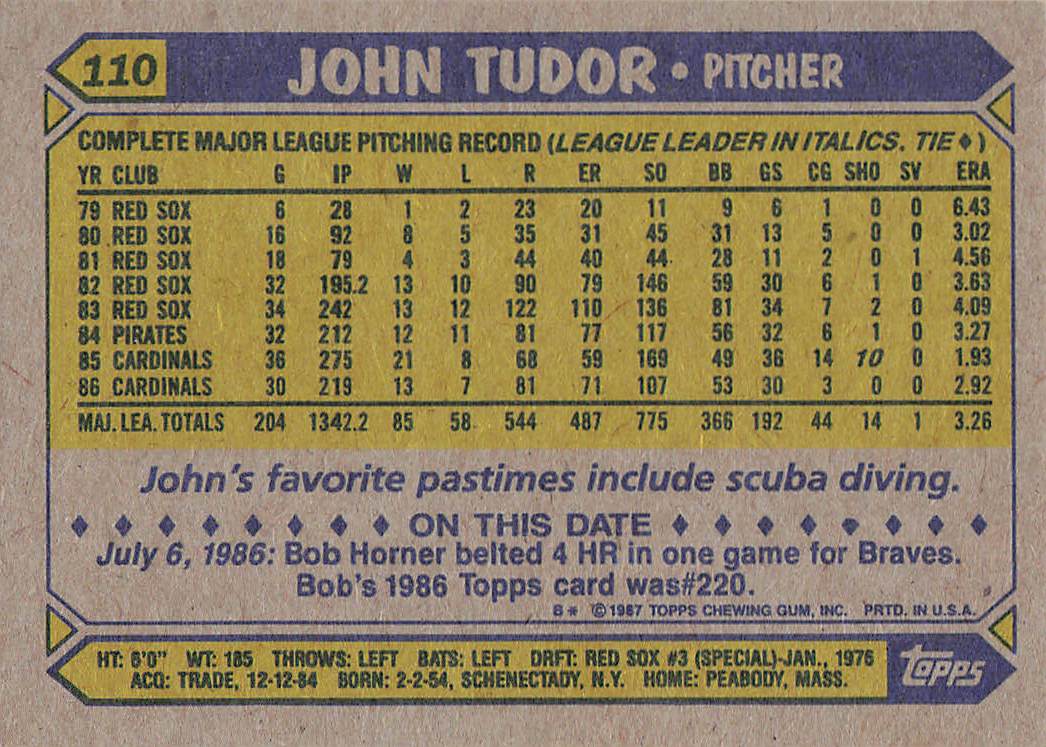 110 JOHN TUDOR • PITCHER
COMPLETE MAJOR LEAGUE PITCHING RECORD (LEAGUE LEADER IN ITALICS. TIE ♦)
YR CLUB G IP W L R ER SO BB GS CG SHO SV ERA
79 RED SOX 6 28 1 2 23 20 11 9 6 1 0 0 6.43
80 RED SOX 16 92 8 5 35 31 45 31 13 5 0 0 3.02
81 RED SOX 18 79 4 3 44 40 44 28 11 2 0 1 4.56
82 RED SOX 32 195.2 13 10 90 79 146 59 30 6 1 0 3.63
83 RED SOX 34 242 13 12 122 110 136 81 34 7 2 0 4.09
84 PIRATES 32 212 12 11 81 77 117 56 32 6 1 0 3.27
85 CARDINALS 36 275 21 8 68 59 169 49 36 14 10 0 1.93
86 CARDINALS 30 219 13 7 81 71 107 53 30 3 0 0 2.92
MAJ. LEA. TOTALS 204 1342.2 85 58 544 487 775 366 192 44 14 1 3.26
John's favorite pastimes include scuba diving.
♦ ♦ ♦ ♦ ♦ ♦ ♦ ♦ ON THIS DATE ♦ ♦ ♦ ♦ ♦ ♦ ♦ ♦
July 6, 1986: Bob Horner belted 4 HR in one game for Braves.
Bob's 1986 Topps card was#220.
B* ©1987 TOPPS CHEWING GUM, INC. PRTD. IN U.S.A.
HT: 6'0" WT: 185 THROWS: LEFT BATS: LEFT DRFT: RED SOX #3 (SPECIAL)-JAN., 1976
ACQ: TRADE, 12-12-84 BORN: 2-2-54, SCHENECTADY, N.Y. HOME: PEABODY, MASS.
topps